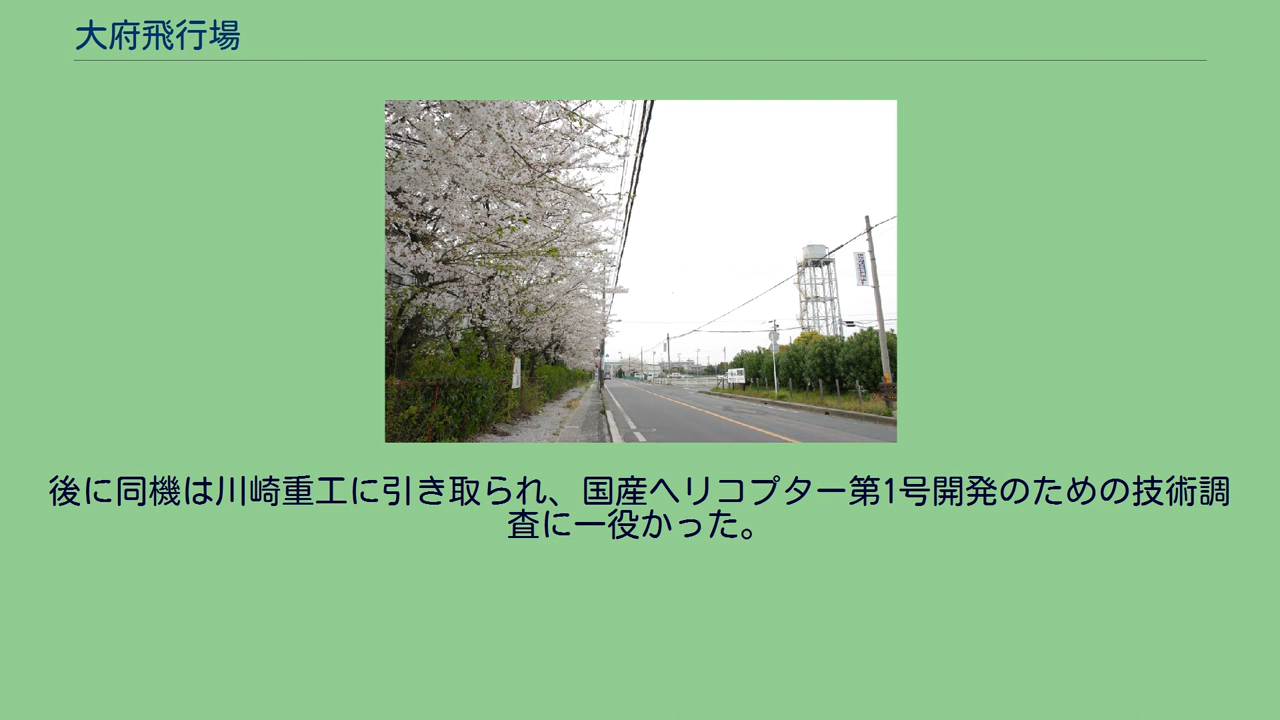 大府飛行場
後に同機は川崎重工に引き取られ、国産ヘリコプター第1号開発のための技術調
査に一役かった。